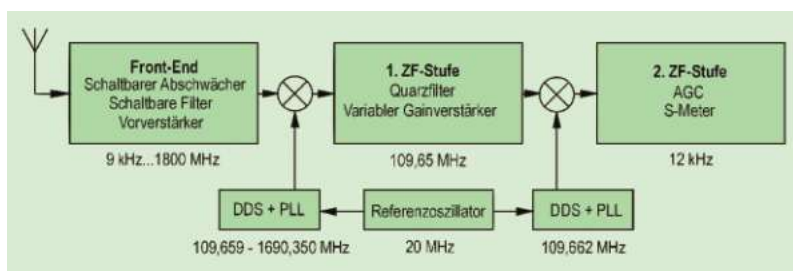 Front-End
Schaltbarer Abschwächer
Schaltbare Filter
Vorverstärker
9 kHz...1800 MHz
1. ZF-Stufe
Quarzfilter
Variabler Gainverstärker
109,65 MHz
2. ZF-Stufe
AGC
S-Meter
12 kHz
DDS + PLL
109,659 - 1690,350 MHz
Referenzoszillator
20 MHz
DDS + PLL
109,662 MHz